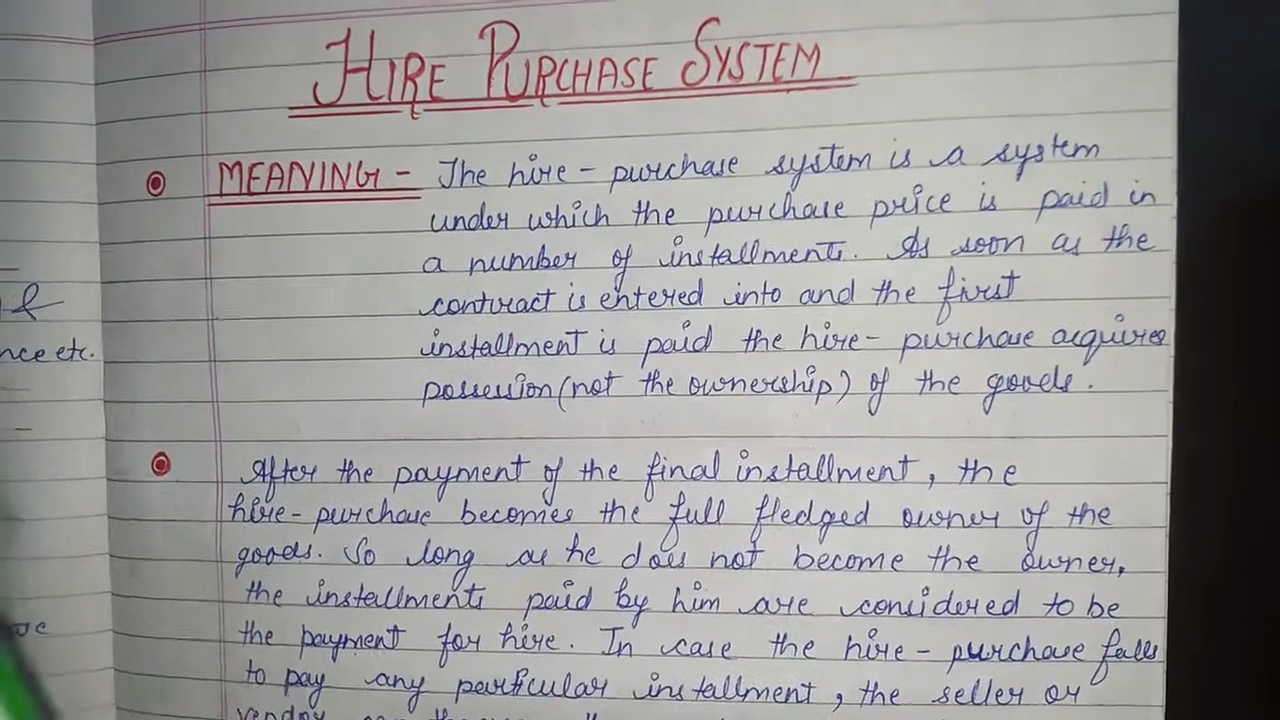 HIRE PURCHASE SYSTEM
MEANING - The hire - purchase system is a system
under which the purchase price is paid in
a number of installments. As soon as the
contract is entered into and the first
installment is paid the hire - purchase acquires
possession (not the ownership) of the goods.
&
nce etc.
After the payment of the final installment, the
hire - purchase becomes the full fledged owner of the
goods. So long as he does not become the owner,
the installments paid by him are considered to be
the payment for hire. In case the hire - purchase falls
to pay any particular installment, the seller or
vendor